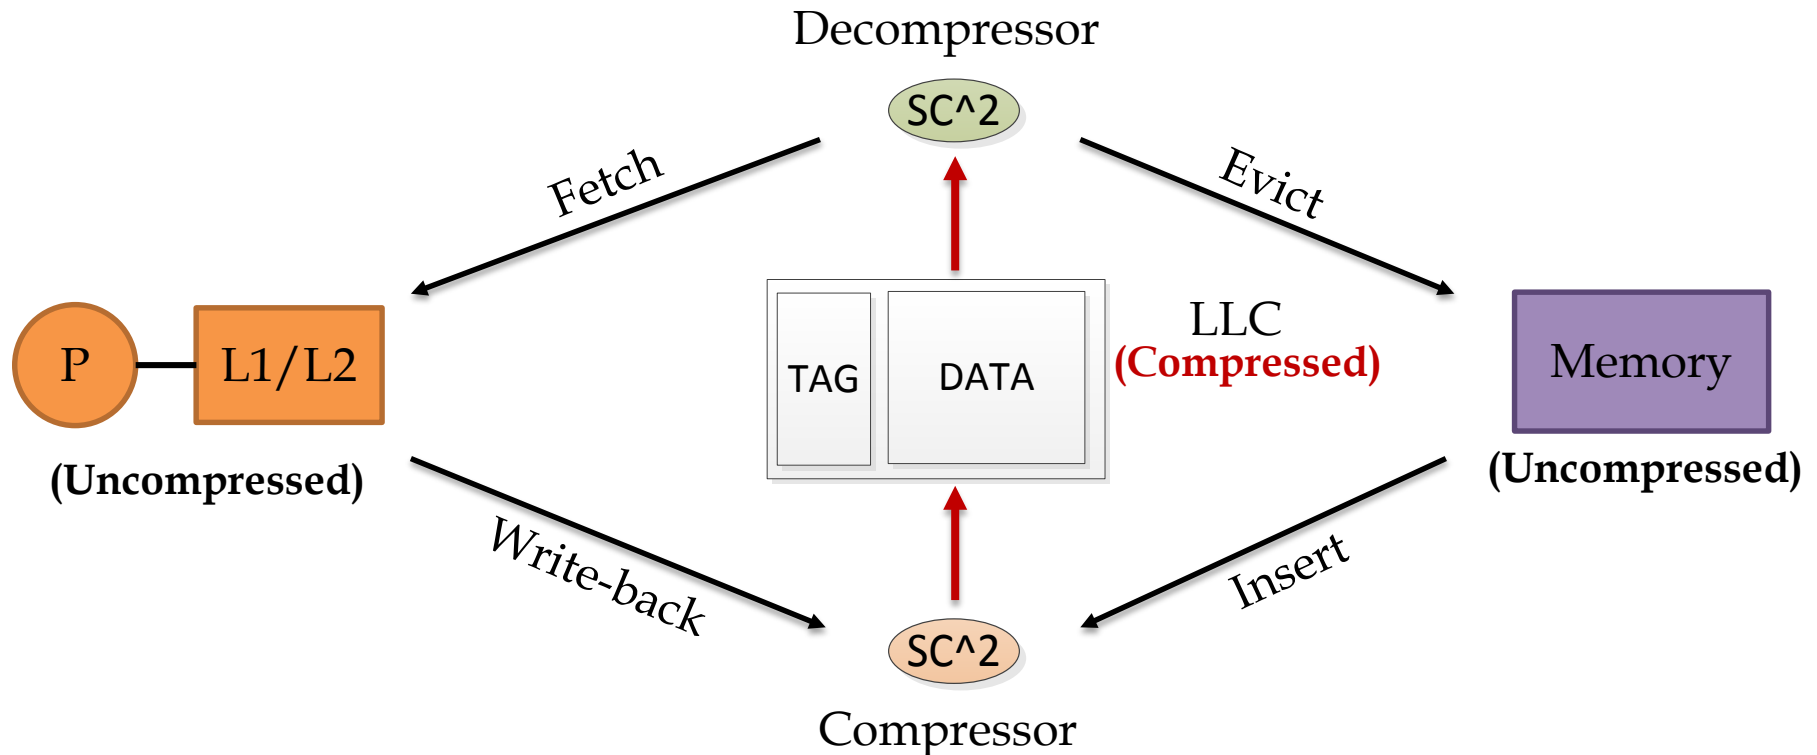 Decompressor
SC^2
Fetch
Evict
P
L1/L2
(Uncompressed)
TAG
DATA
LLC
(Compressed)
Memory
(Uncompressed)
Write-back
Insert
SC^2
Compressor